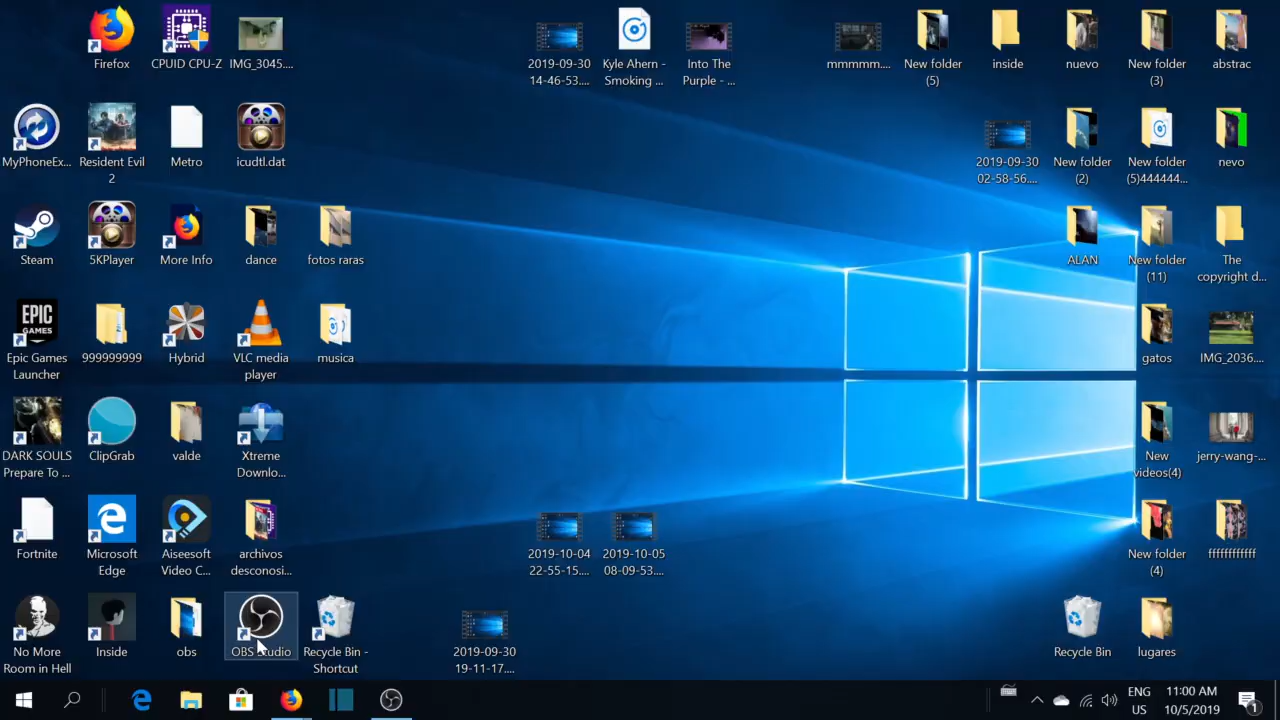 Firefox
CPUID CPU-Z
IMG_3045....
2019-09-30
14-46-53....
Kyle Ahern -
Smoking ...
Into The
Purple - ...
mmmmm....
New folder
(5)
inside
nuevo
New folder
(3)
abstrac
MyPhoneEx...
Resident Evil
2
Metro
icudtl.dat
2019-09-30
02-58-56....
New folder
(2)
New folder
(5)444444...
nevo
Steam
5KPlayer
More Info
dance
fotos raras
ALAN
New folder
(11)
The
copyright d...
EPIC
GAMES
Epic Games
Launcher
999999999
Hybrid
VLC media
player
musica
gatos
IMG_2036....
DARK SOULS
Prepare To ...
ClipGrab
valde
Xtreme
Downlo...
New
videos(4)
jerry-wang-...
Fortnite
Microsoft
Edge
Aiseesoft
Video C...
archivos
desconosi...
2019-10-04
22-55-15....
2019-10-05
08-09-53....
New folder
(4)
ffffffffffff
No More
Room in Hell
Inside
obs
OBS Studio
Recycle Bin -
Shortcut
2019-09-30
19-11-17....
Recycle Bin
lugares
ENG
US
11:00 AM
10/5/2019
1